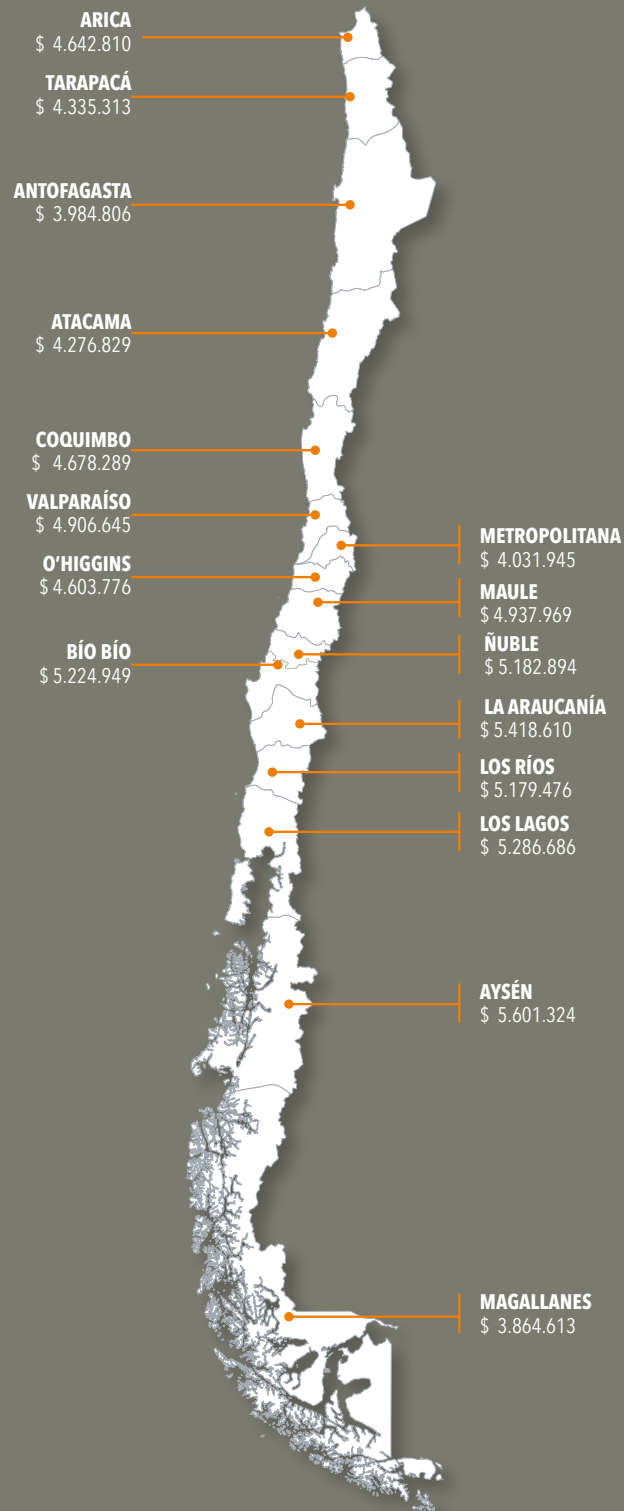 ARICA
$ 4.642.810
TARAPACÁ
$ 4.335.313
ANTOFAGASTA
$ 3.984.806
ATACAMA
$ 4.276.829
COQUIMBO
$ 4.678.289
VALPARAÍSO
$ 4.906.645
O'HIGGINS
$ 4.603.776
BÍO BÍO
$ 5.224.949
METROPOLITANA
$ 4.031.945
MAULE
$ 4.937.969
ÑUBLE
$ 5.182.894
LA ARAUCANÍA
$ 5.418.610
LOS RÍOS
$ 5.179.476
LOS LAGOS
$ 5.286.686
AYSÉN
$ 5.601.324
MAGALLANES
$ 3.864.613